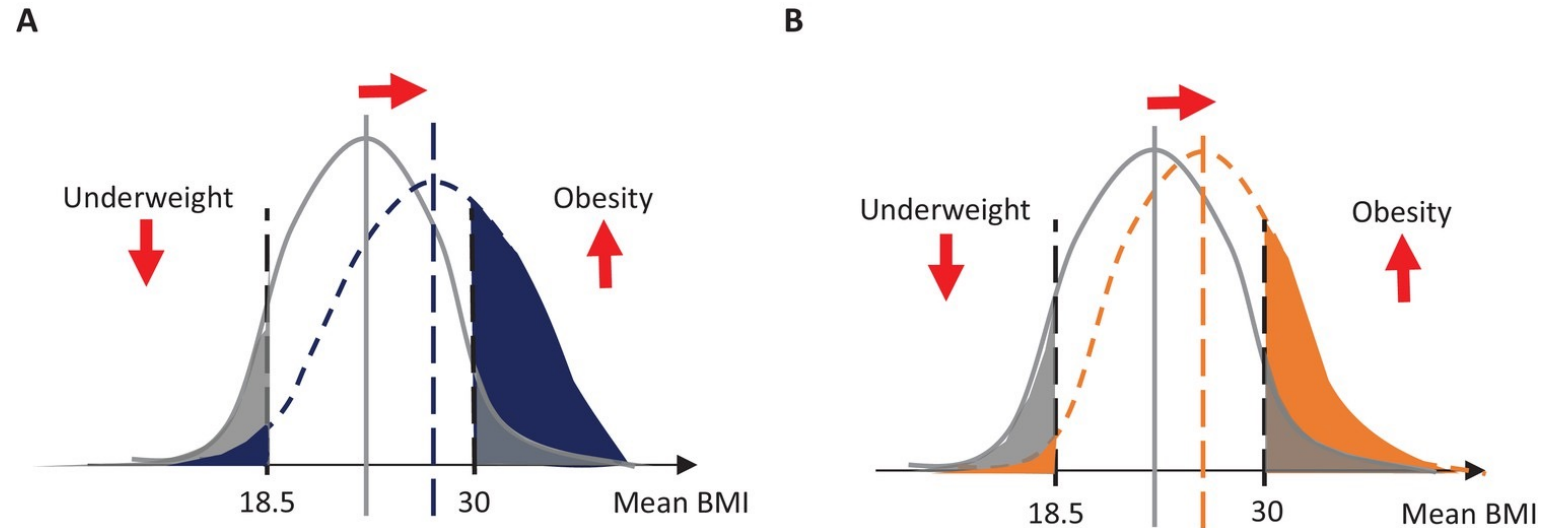 A
Underweight
Obesity
18.5
30
Mean BMI
B
Underweight
Obesity
18.5
30
Mean BMI